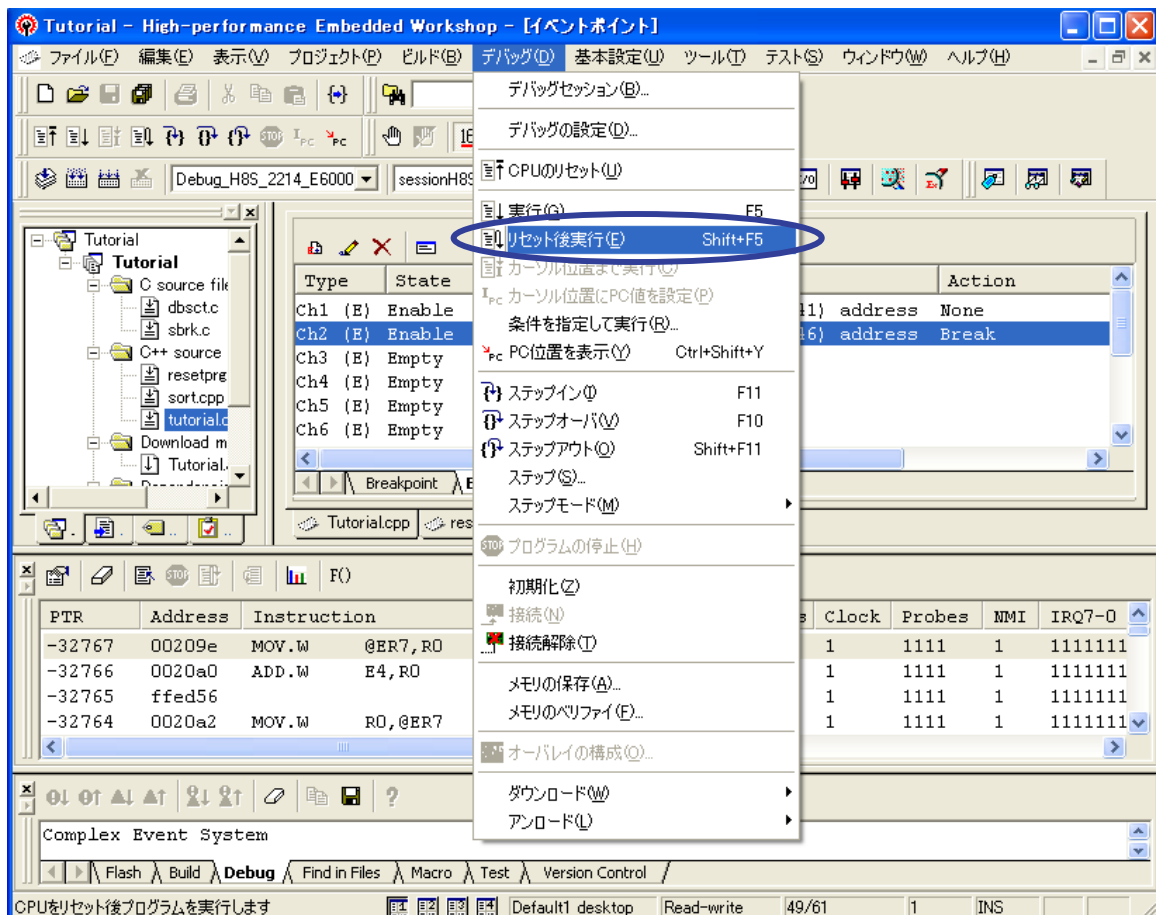 Tutorial - High-performance Embedded Workshop - [イベントポイント]
ファイル(F) 編集(E) 表示(V) プロジェクト(P) ビルド(B) デバッグ(D) 基本設定(U) ツール(T) テスト(S) ウィンドウ(W) ヘルプ(H)
Debug_H8S_2214_E6000
デバッグセッション(B)...
デバッグの設定(D)...
CPUのリセット(U)
実行(G) F5
リセット後実行(E) Shift+F5
カーソル位置まで実行(C)
カーソル位置にPC値を設定(P)
条件を指定して実行(R)...
PC位置を表示(Y) Ctrl+Shift+Y
ステップイン(I) F11
ステップオーバ(V) F10
ステップアウト(O) Shift+F11
ステップ(S)...
ステップモード(M)
プログラムの停止(H)
初期化(Z)
接続(N)
接続解除(T)
メモリの保存(A)...
メモリのベリファイ(F)...
オーバレイの構成(O)...
ダウンロード(W)
アンロード(L)
Tutorial
Tutorial
C source file
dbsct.c
sbrk.c
C++ source
resetprg
sort.cpp
tutorial.c
Download m
Tutorial.
Type State Action
Ch1 (E) Enable address None
Ch2 (E) Enable address Break
Ch3 (E) Empty
Ch4 (E) Empty
Ch5 (E) Empty
Ch6 (E) Empty
Breakpoint
Tutorial.cpp res
F()
PTR Address Instruction Clock Probes NMI IRQ7-0
-32767 00209e MOV.W @ER7,R0 1 1111 1 1111111
-32766 0020a0 ADD.W E4,R0 1 1111 1 1111111
-32765 ffed56 1 1111 1 1111111
-32764 0020a2 MOV.W R0,@ER7 1 1111 1 1111111
Complex Event System
Flash Build Debug Find in Files Macro Test Version Control
CPUをリセット後プログラムを実行します 1 2 3 4 Default1 desktop Read-write 49/61 1 INS